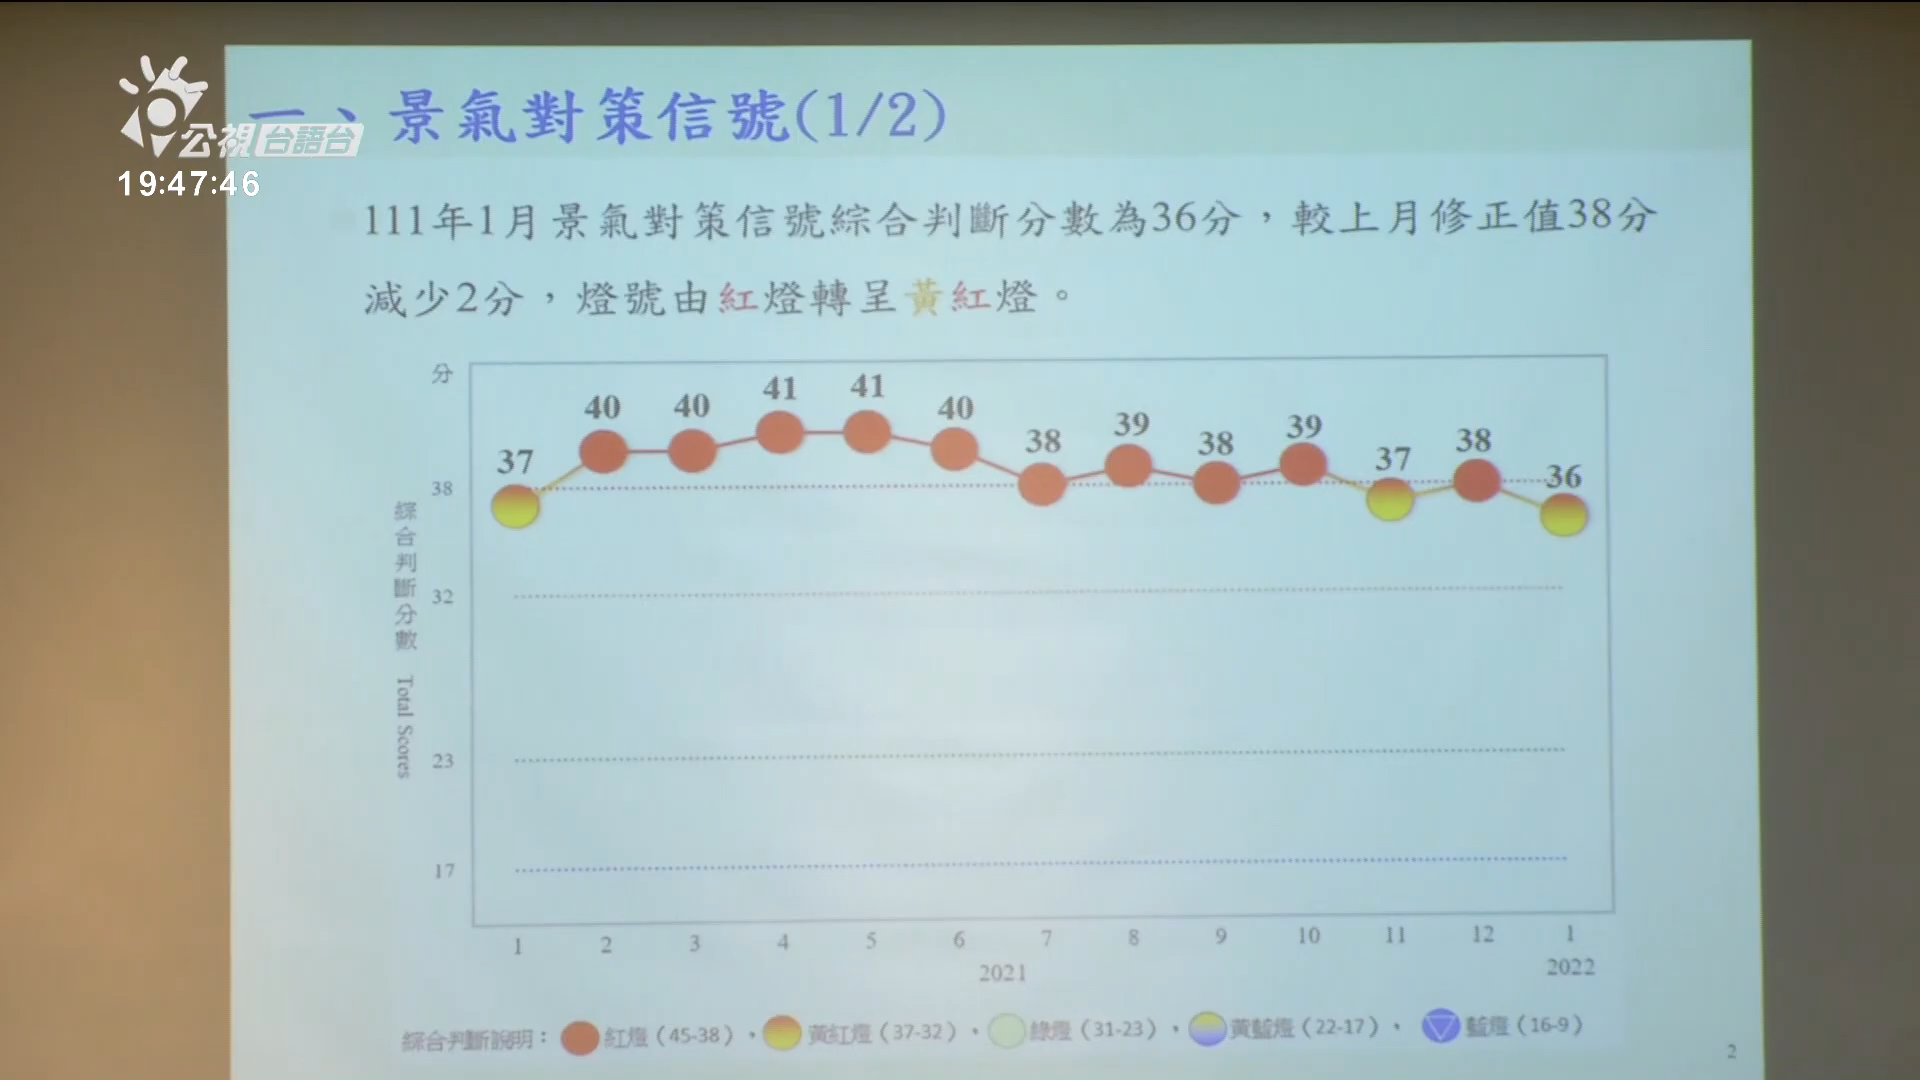 公視 台語台
19:47:46
一、景氣對策信號(1/2)
111年1月景氣對策信號綜合判斷分數為36分，較上月修正值38分
減少2分，燈號由紅燈轉呈黃紅燈。
分
37 40 40 41 41 40 38 39 38 39 37 38 36
38
32
23
17
綜合判斷分數 Total Scores
1 2 3 4 5 6 7 8 9 10 11 12 1
2021 2022
綜合判斷說明： 紅燈（45-38）， 黃紅燈（37-32）， 綠燈（31-23）， 黃藍燈（22-17）， 藍燈（16-9）
2